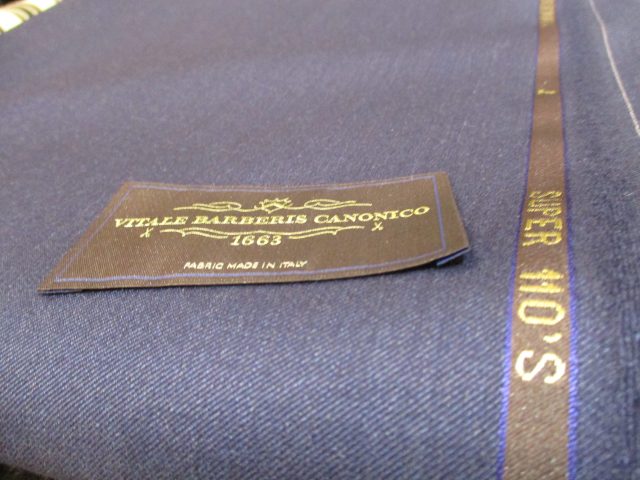 VITALE BARBERIS CANONICO
1663
FABRIC MADE IN ITALY
SUPER 110'S